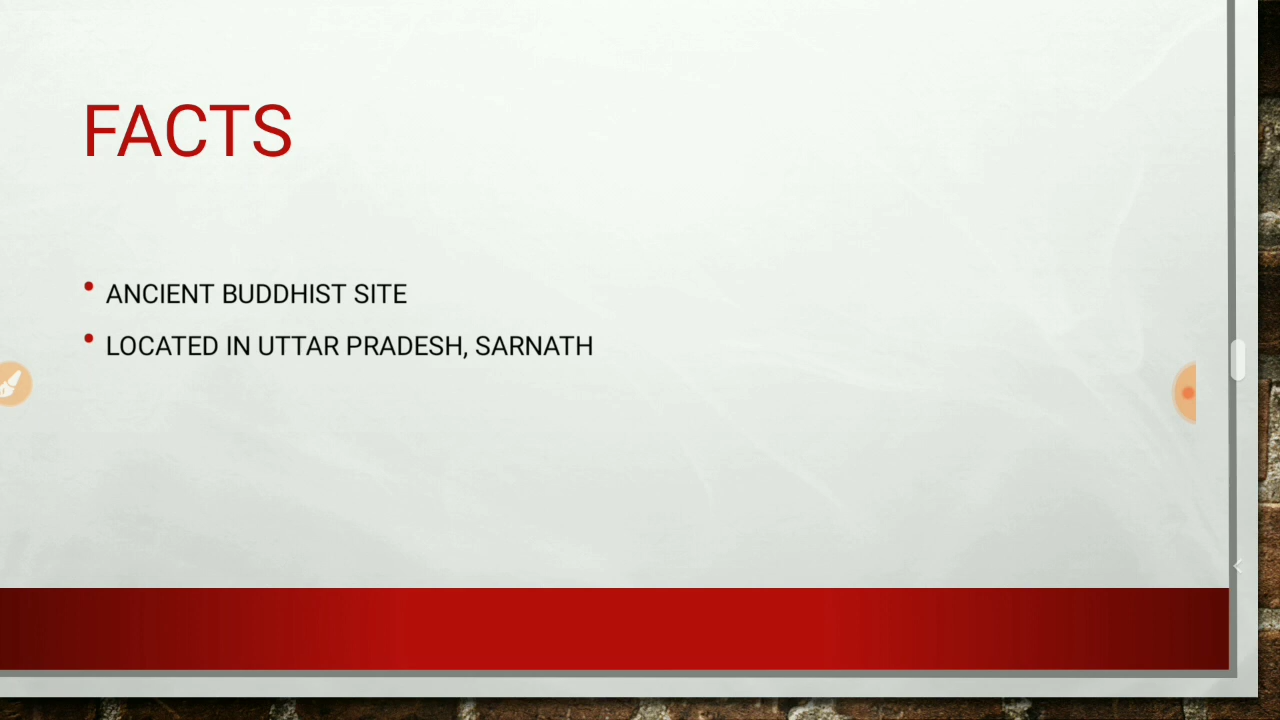 FACTS
ANCIENT BUDDHIST SITE
LOCATED IN UTTAR PRADESH, SARNATH